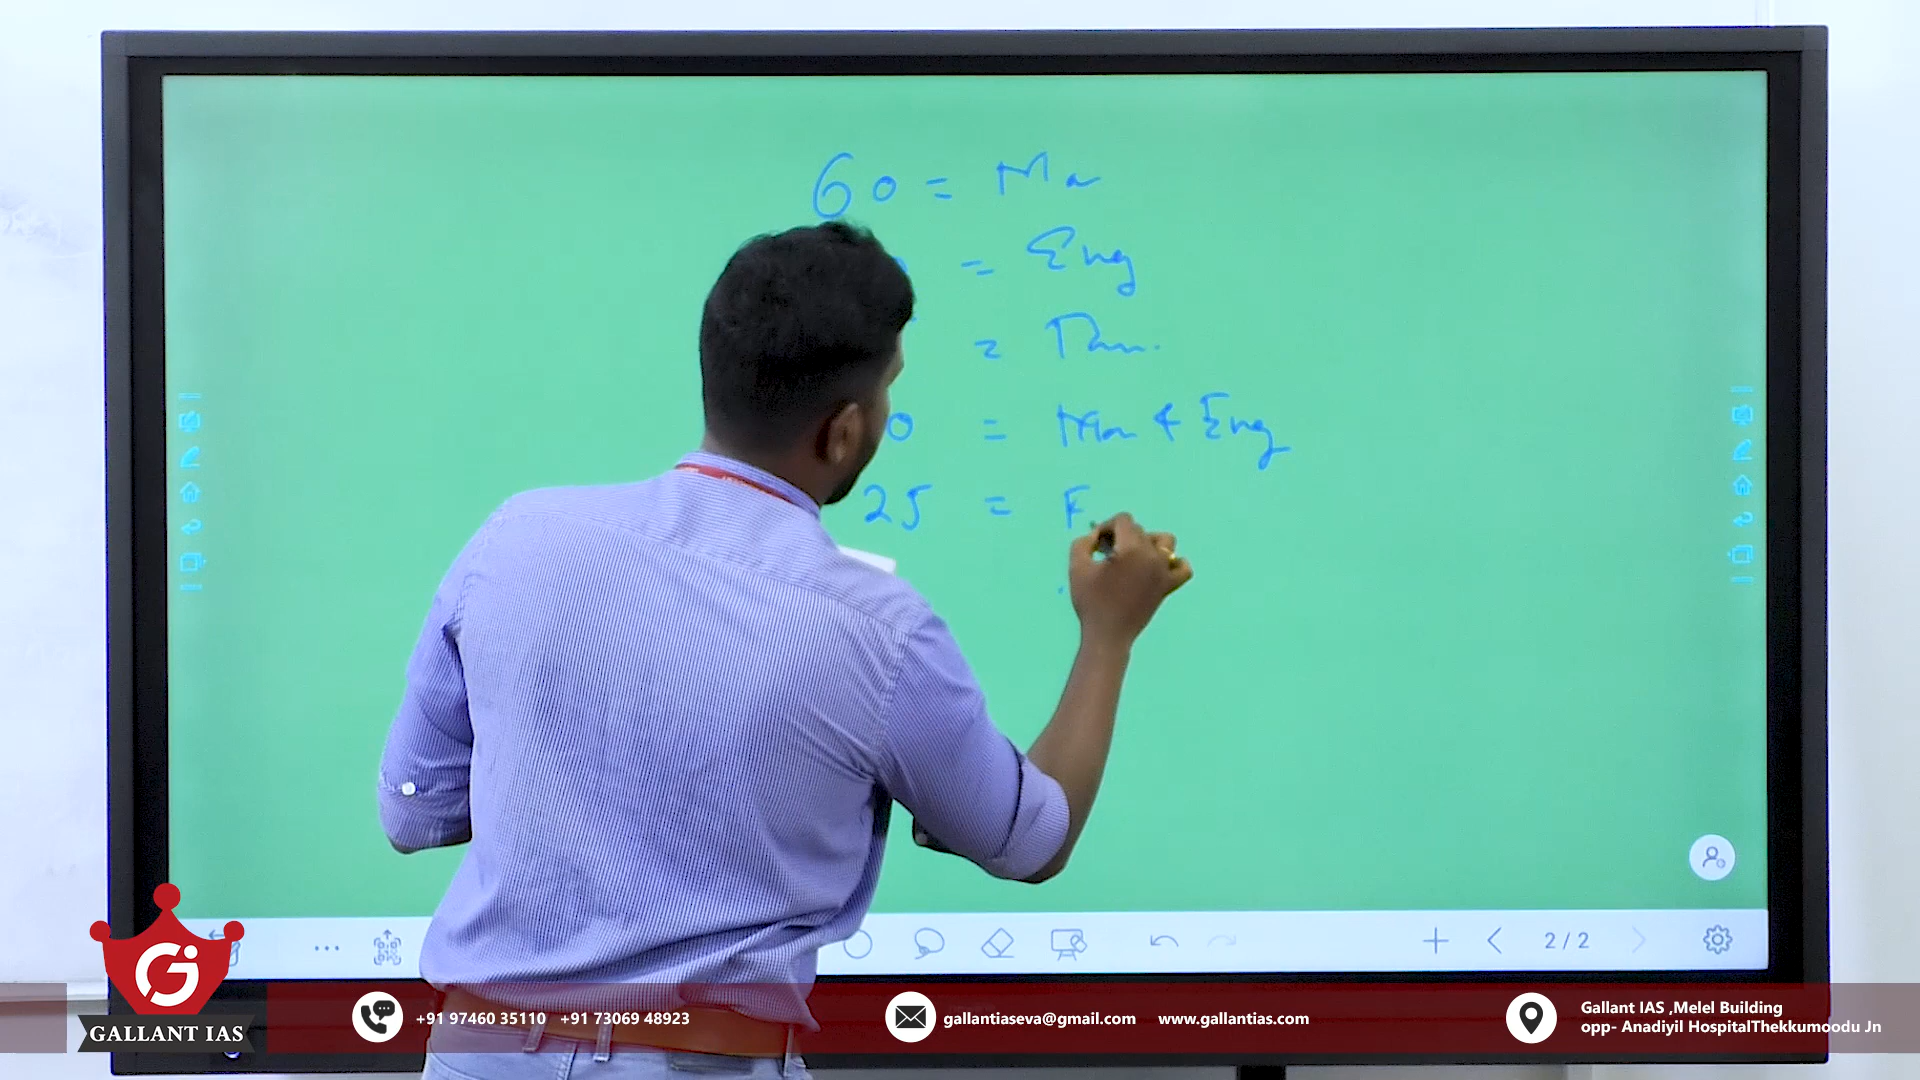 60 = Ma
= Eng
=
0 = Ma & Eng
25 = F
2/2
GALLANT IAS
+91 97460 35110 +91 73069 48923
gallantiaseva@gmail.com www.gallantias.com
Gallant IAS ,Melel Building
opp- Anadiyil HospitalThekkumoodu Jn